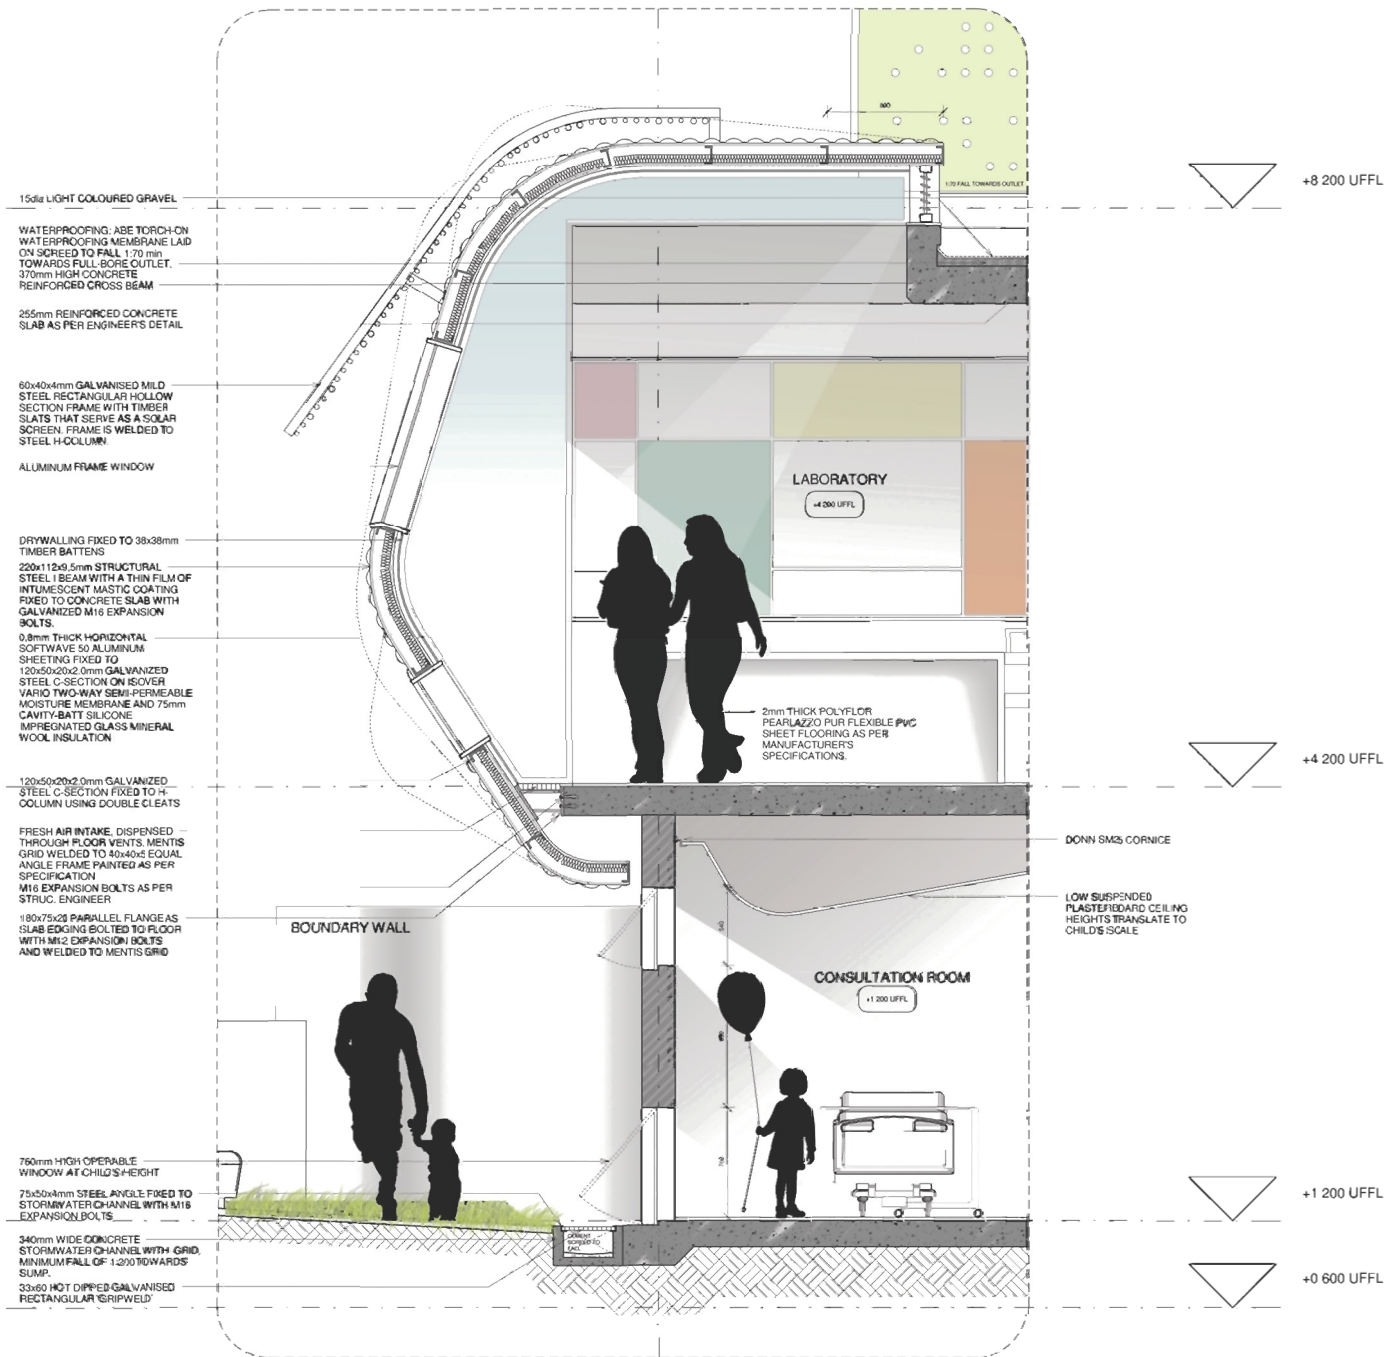 890
1:70 FALL TOWARDS OUTLET
+8 200 UFFL
15dia LIGHT COLOURED GRAVEL
WATERPROOFING: ABE TORCH-ON
WATERPROOFING MEMBRANE LAID
ON SCREED TO FALL 1:70 min
TOWARDS FULL-BORE OUTLET.
370mm HIGH CONCRETE
REINFORCED CROSS BEAM
255mm REINFORCED CONCRETE
SLAB AS PER ENGINEER'S DETAIL
60x40x4mm GALVANISED MILD
STEEL RECTANGULAR HOLLOW
SECTION FRAME WITH TIMBER
SLATS THAT SERVE AS A SOLAR
SCREEN. FRAME IS WELDED TO
STEEL H-COLUMN.
ALUMINUM FRAME WINDOW
LABORATORY
+4 200 UFFL
DRYWALLING FIXED TO 38x38mm
TIMBER BATTENS
220x112x9,5mm STRUCTURAL
STEEL I BEAM WITH A THIN FILM OF
INTUMESCENT MASTIC COATING
FIXED TO CONCRETE SLAB WITH
GALVANIZED M16 EXPANSION
BOLTS.
0,8mm THICK HORIZONTAL
SOFTWAVE 50 ALUMINUM
SHEETING FIXED TO
120x50x20x2.0mm GALVANIZED
STEEL C-SECTION ON ISOVER
VARIO TWO-WAY SEMI-PERMEABLE
MOISTURE MEMBRANE AND 75mm
CAVITY-BATT SILICONE
IMPREGNATED GLASS MINERAL
WOOL INSULATION
2mm THICK POLYFLOR
PEARLAZZO PUR FLEXIBLE PVC
SHEET FLOORING AS PER
MANUFACTURER'S
SPECIFICATIONS.
+4 200 UFFL
120x50x20x2.0mm GALVANIZED
STEEL C-SECTION FIXED TO H-
COLUMN USING DOUBLE CLEATS
FRESH AIR INTAKE, DISPENSED
THROUGH FLOOR VENTS. MENTIS
GRID WELDED TO 40x40x5 EQUAL
ANGLE FRAME PAINTED AS PER
SPECIFICATION
M16 EXPANSION BOLTS AS PER
STRUC. ENGINEER
180x75x20 PARALLEL FLANGE AS
SLAB EDGING BOLTED TO FLOOR
WITH M12 EXPANSION BOLTS
AND WELDED TO MENTIS GRID
DONN SM25 CORNICE
LOW SUSPENDED
PLASTERBOARD CEILING
HEIGHTS TRANSLATE TO
CHILD'S SCALE
BOUNDARY WALL
CONSULTATION ROOM
+1 200 UFFL
760mm HIGH OPERABLE
WINDOW AT CHILD'S HEIGHT
75x50x4mm STEEL ANGLE FIXED TO
STORMWATER CHANNEL WITH M16
EXPANSION BOLTS
+1 200 UFFL
340mm WIDE CONCRETE
STORMWATER CHANNEL WITH GRID,
MINIMUM FALL OF 1:200 TOWARDS
SUMP.
33x60 HOT DIPPED GALVANISED
RECTANGULAR 'GRIPWELD'
CEMENT
SCREED TO
FALL
+0 600 UFFL